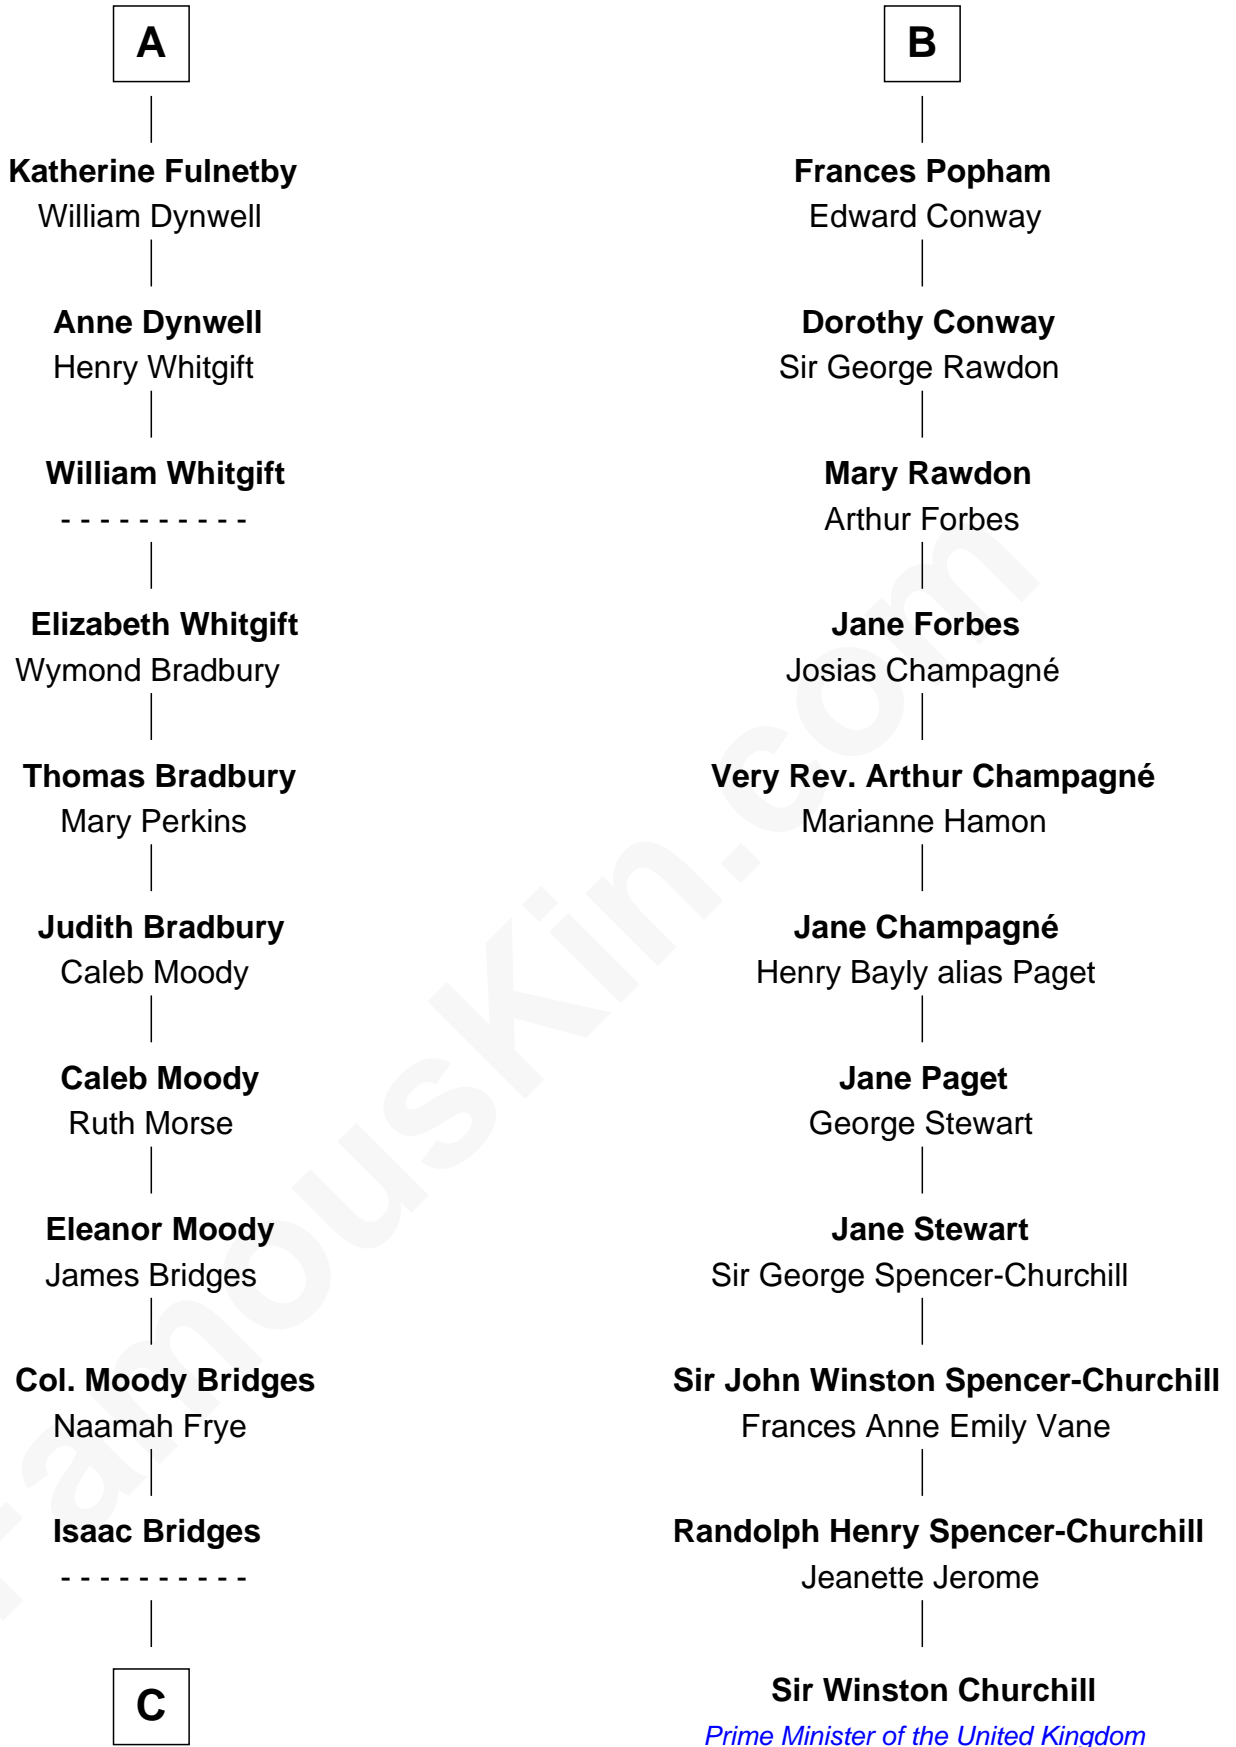 A
Katherine Fulnetby
William Dynwell
Anne Dynwell
Henry Whitgift
William Whitgift
- - - - - - - - - -
Elizabeth Whitgift
Wymond Bradbury
Thomas Bradbury
Mary Perkins
Judith Bradbury
Caleb Moody
Caleb Moody
Ruth Morse
Eleanor Moody
James Bridges
Col. Moody Bridges
Naamah Frye
Isaac Bridges
- - - - - - - - - -
C
B
Frances Popham
Edward Conway
Dorothy Conway
Sir George Rawdon
Mary Rawdon
Arthur Forbes
Jane Forbes
Josias Champagné
Very Rev. Arthur Champagné
Marianne Hamon
Jane Champagné
Henry Bayly alias Paget
Jane Paget
George Stewart
Jane Stewart
Sir George Spencer-Churchill
Sir John Winston Spencer-Churchill
Frances Anne Emily Vane
Randolph Henry Spencer-Churchill
Jeanette Jerome
Sir Winston Churchill
Prime Minister of the United Kingdom
FamousKin.com